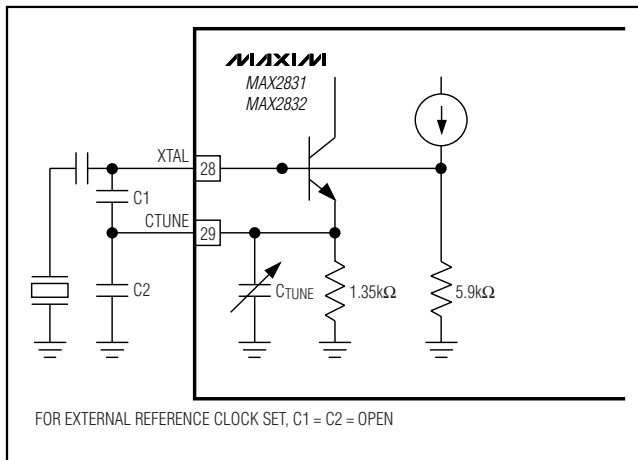 MAXIM
MAX2831
MAX2832
XTAL
28
C1
CTUNE
29
C2
CTUNE
1.35kΩ
5.9kΩ
FOR EXTERNAL REFERENCE CLOCK SET, C1 = C2 = OPEN